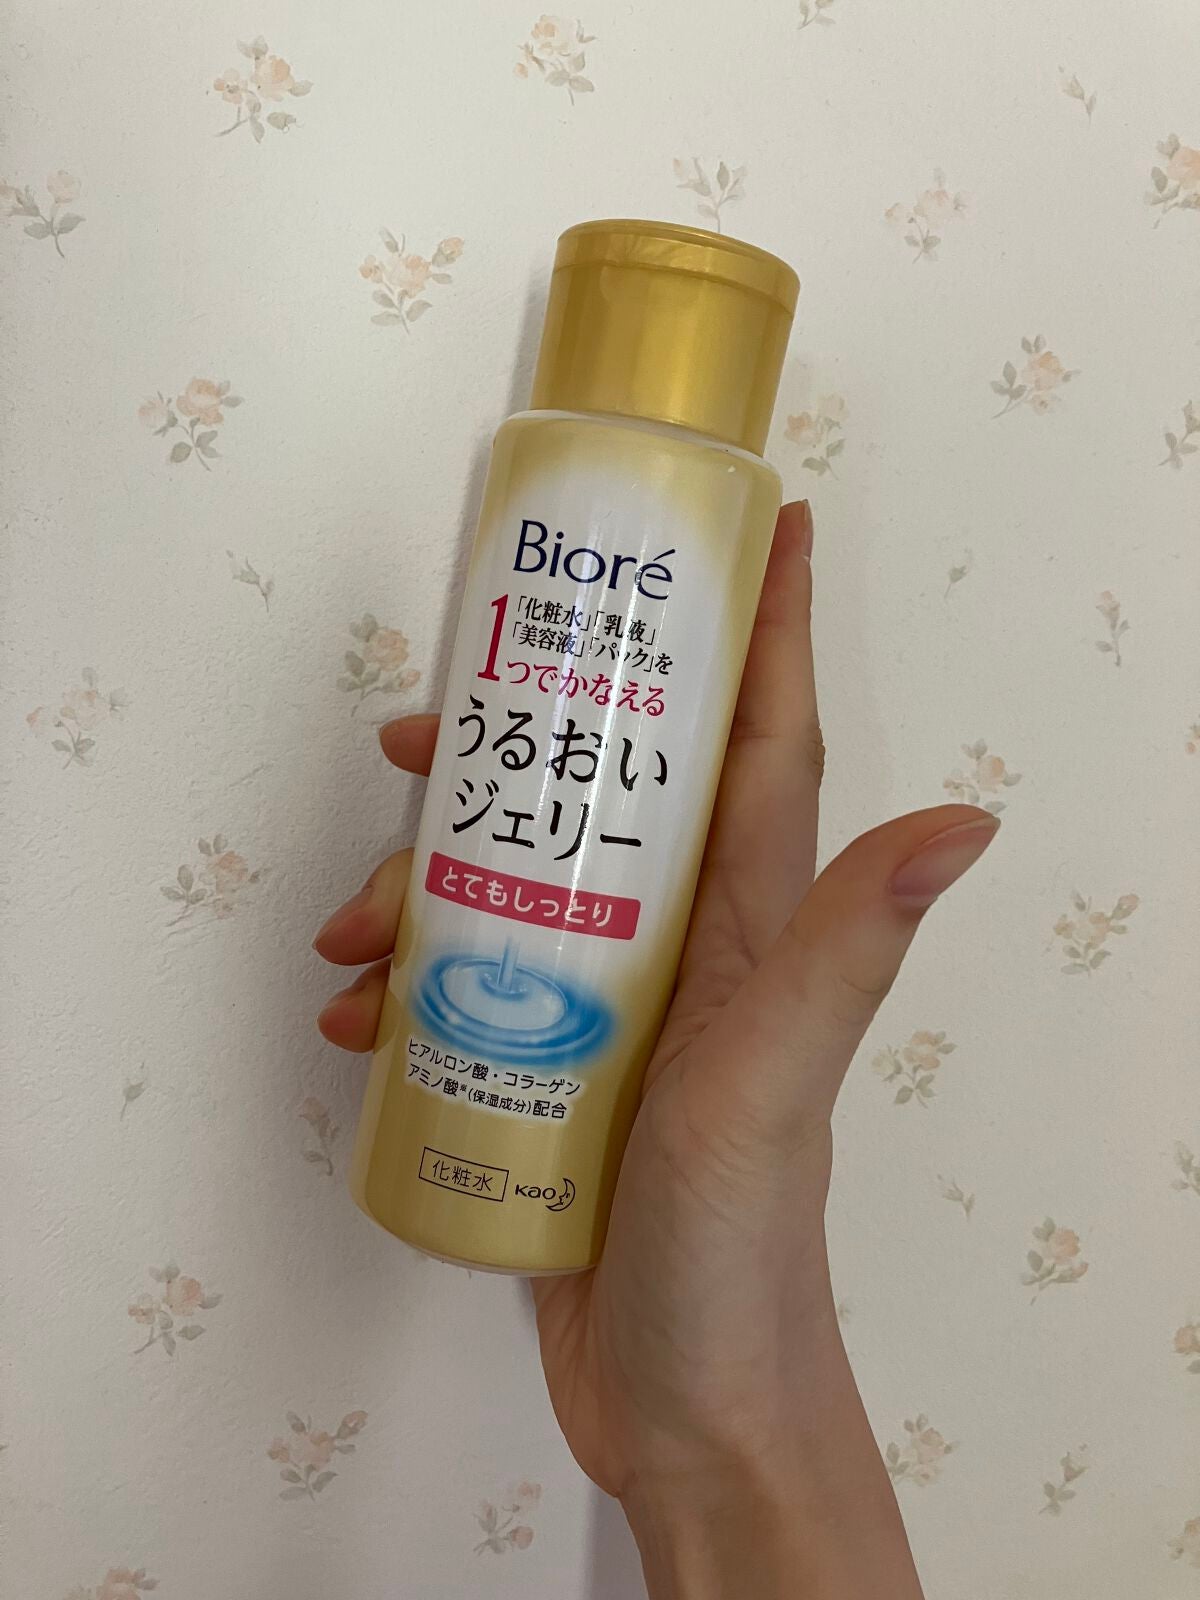 Bioré
「化粧水」「乳液」
「美容液」「パック」を
1つでかなえる
うるおい
ジェリー
とてもしっとり
ヒアルロン酸・コラーゲン
アミノ酸※(保湿成分)配合
化粧水 Kao